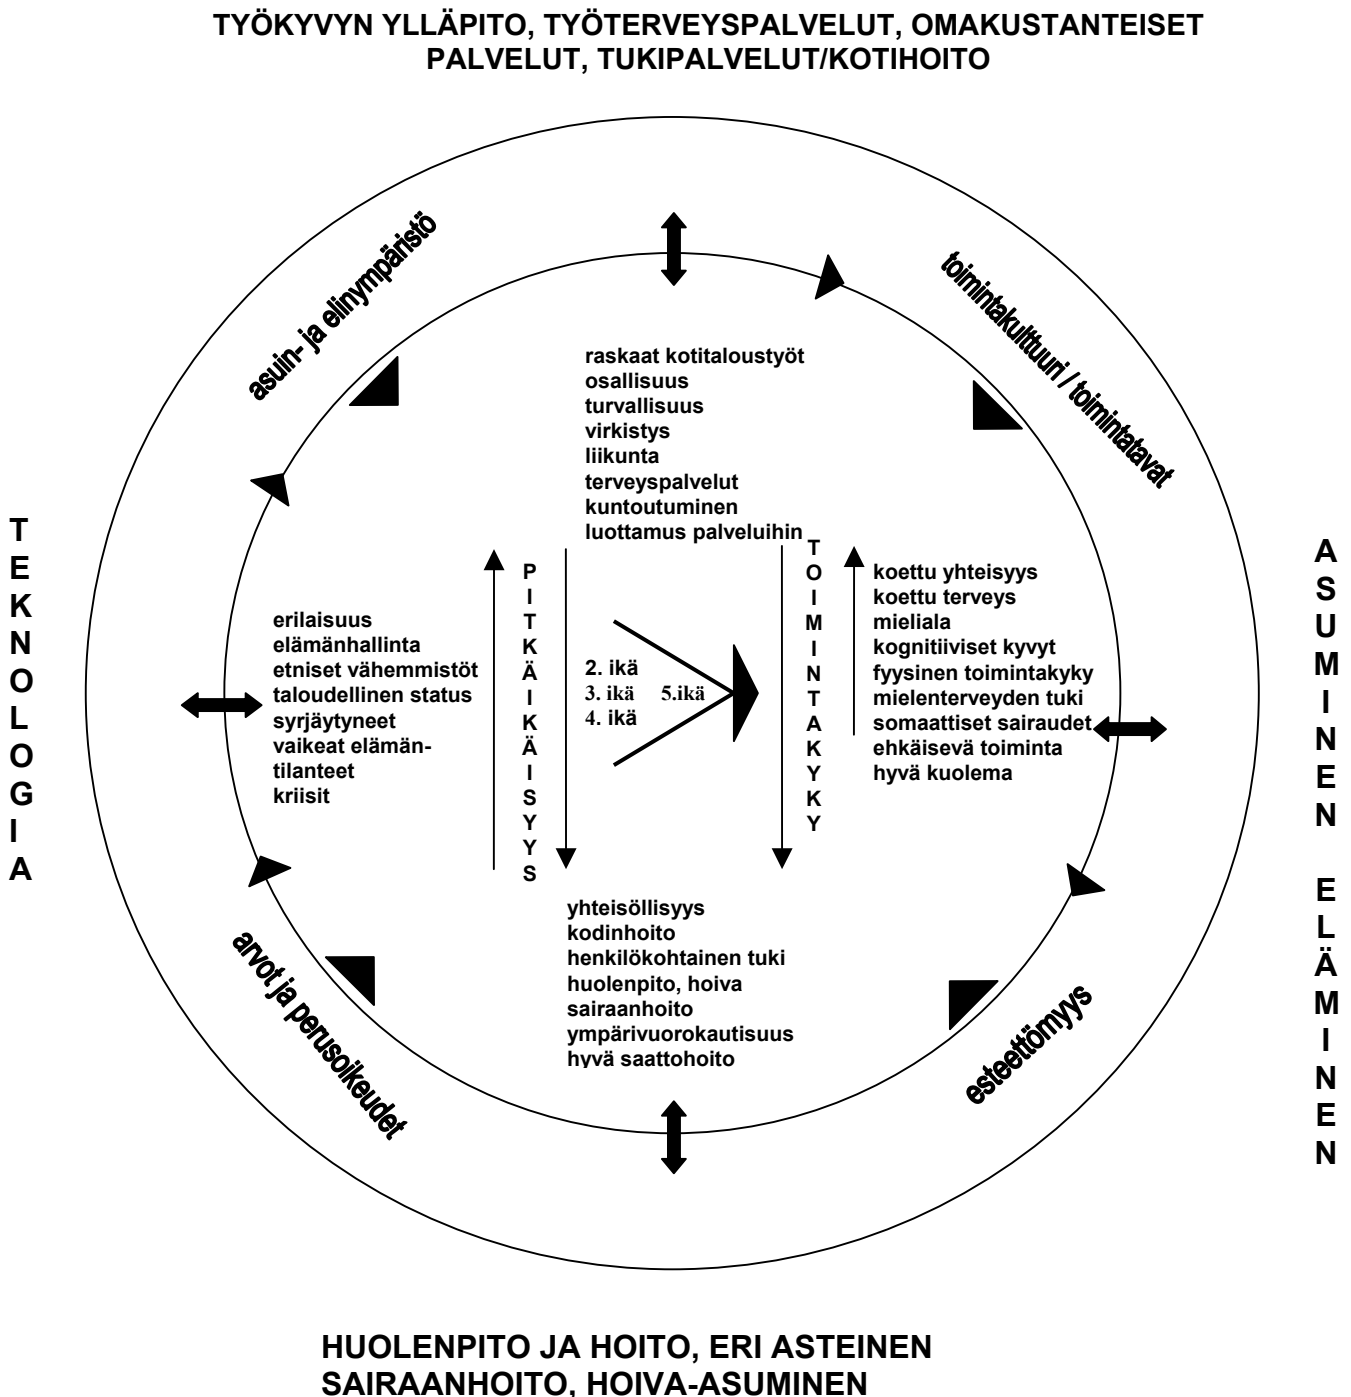 TYÖKYVYN YLLÄPITO, TYÖTERVEYSPALVELUT, OMAKUSTANTEISET
PALVELUT, TUKIPALVELUT/KOTIHOITO
asuin- ja elinympäristö
toimintakulttuuri / toimintatavat
raskaat kotitaloustyöt
osallisuus
turvallisuus
virkistys
liikunta
terveyspalvelut
kuntoutuminen
luottamus palveluihin
TEKNOLOGIA
erilaisuus
elämänhallinta
etniset vähemmistöt
taloudellinen status
syrjäytyneet
vaikeat elämän-
tilanteet
kriisit
PITKÄIKÄISYYS
2. ikä
3. ikä 5.ikä
4. ikä
TOIMINTAKYKY
koettu yhteisyys
koettu terveys
mieliala
kognitiiviset kyvyt
fyysinen toimintakyky
mielenterveyden tuki
somaattiset sairaudet
ehkäisevä toiminta
hyvä kuolema
ASUMINEN ELÄMINEN
yhteisöllisyys
kodinhoito
henkilökohtainen tuki
huolenpito, hoiva
sairaanhoito
ympärivuorokautisuus
hyvä saattohoito
arvot ja perusoikeudet
esteettömyys
HUOLENPITO JA HOITO, ERI ASTEINEN
SAIRAANHOITO, HOIVA-ASUMINEN